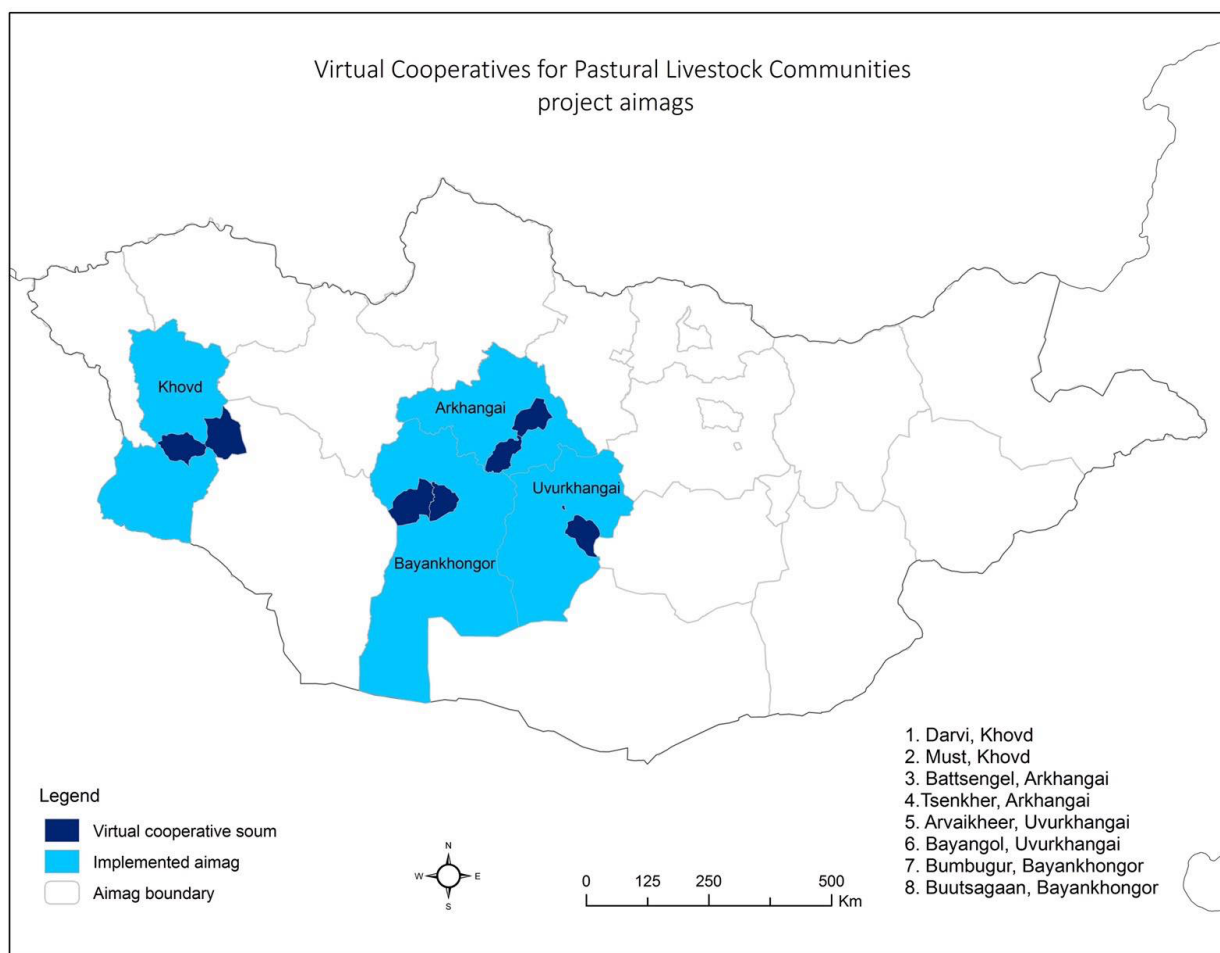 Virtual Cooperatives for Pastural Livestock Communities
project aimags
Khovd
Arkhangai
Uvurkhangai
Bayankhongor
Legend
Virtual cooperative soum
Implemented aimag
Aimag boundary
N
W E
S
0 125 250 500
Km
1. Darvi, Khovd
2. Must, Khovd
3. Battsengel, Arkhangai
4.Tsenkher, Arkhangai
5. Arvaikheer, Uvurkhangai
6. Bayangol, Uvurkhangai
7. Bumbugur, Bayankhongor
8. Buutsagaan, Bayankhongor